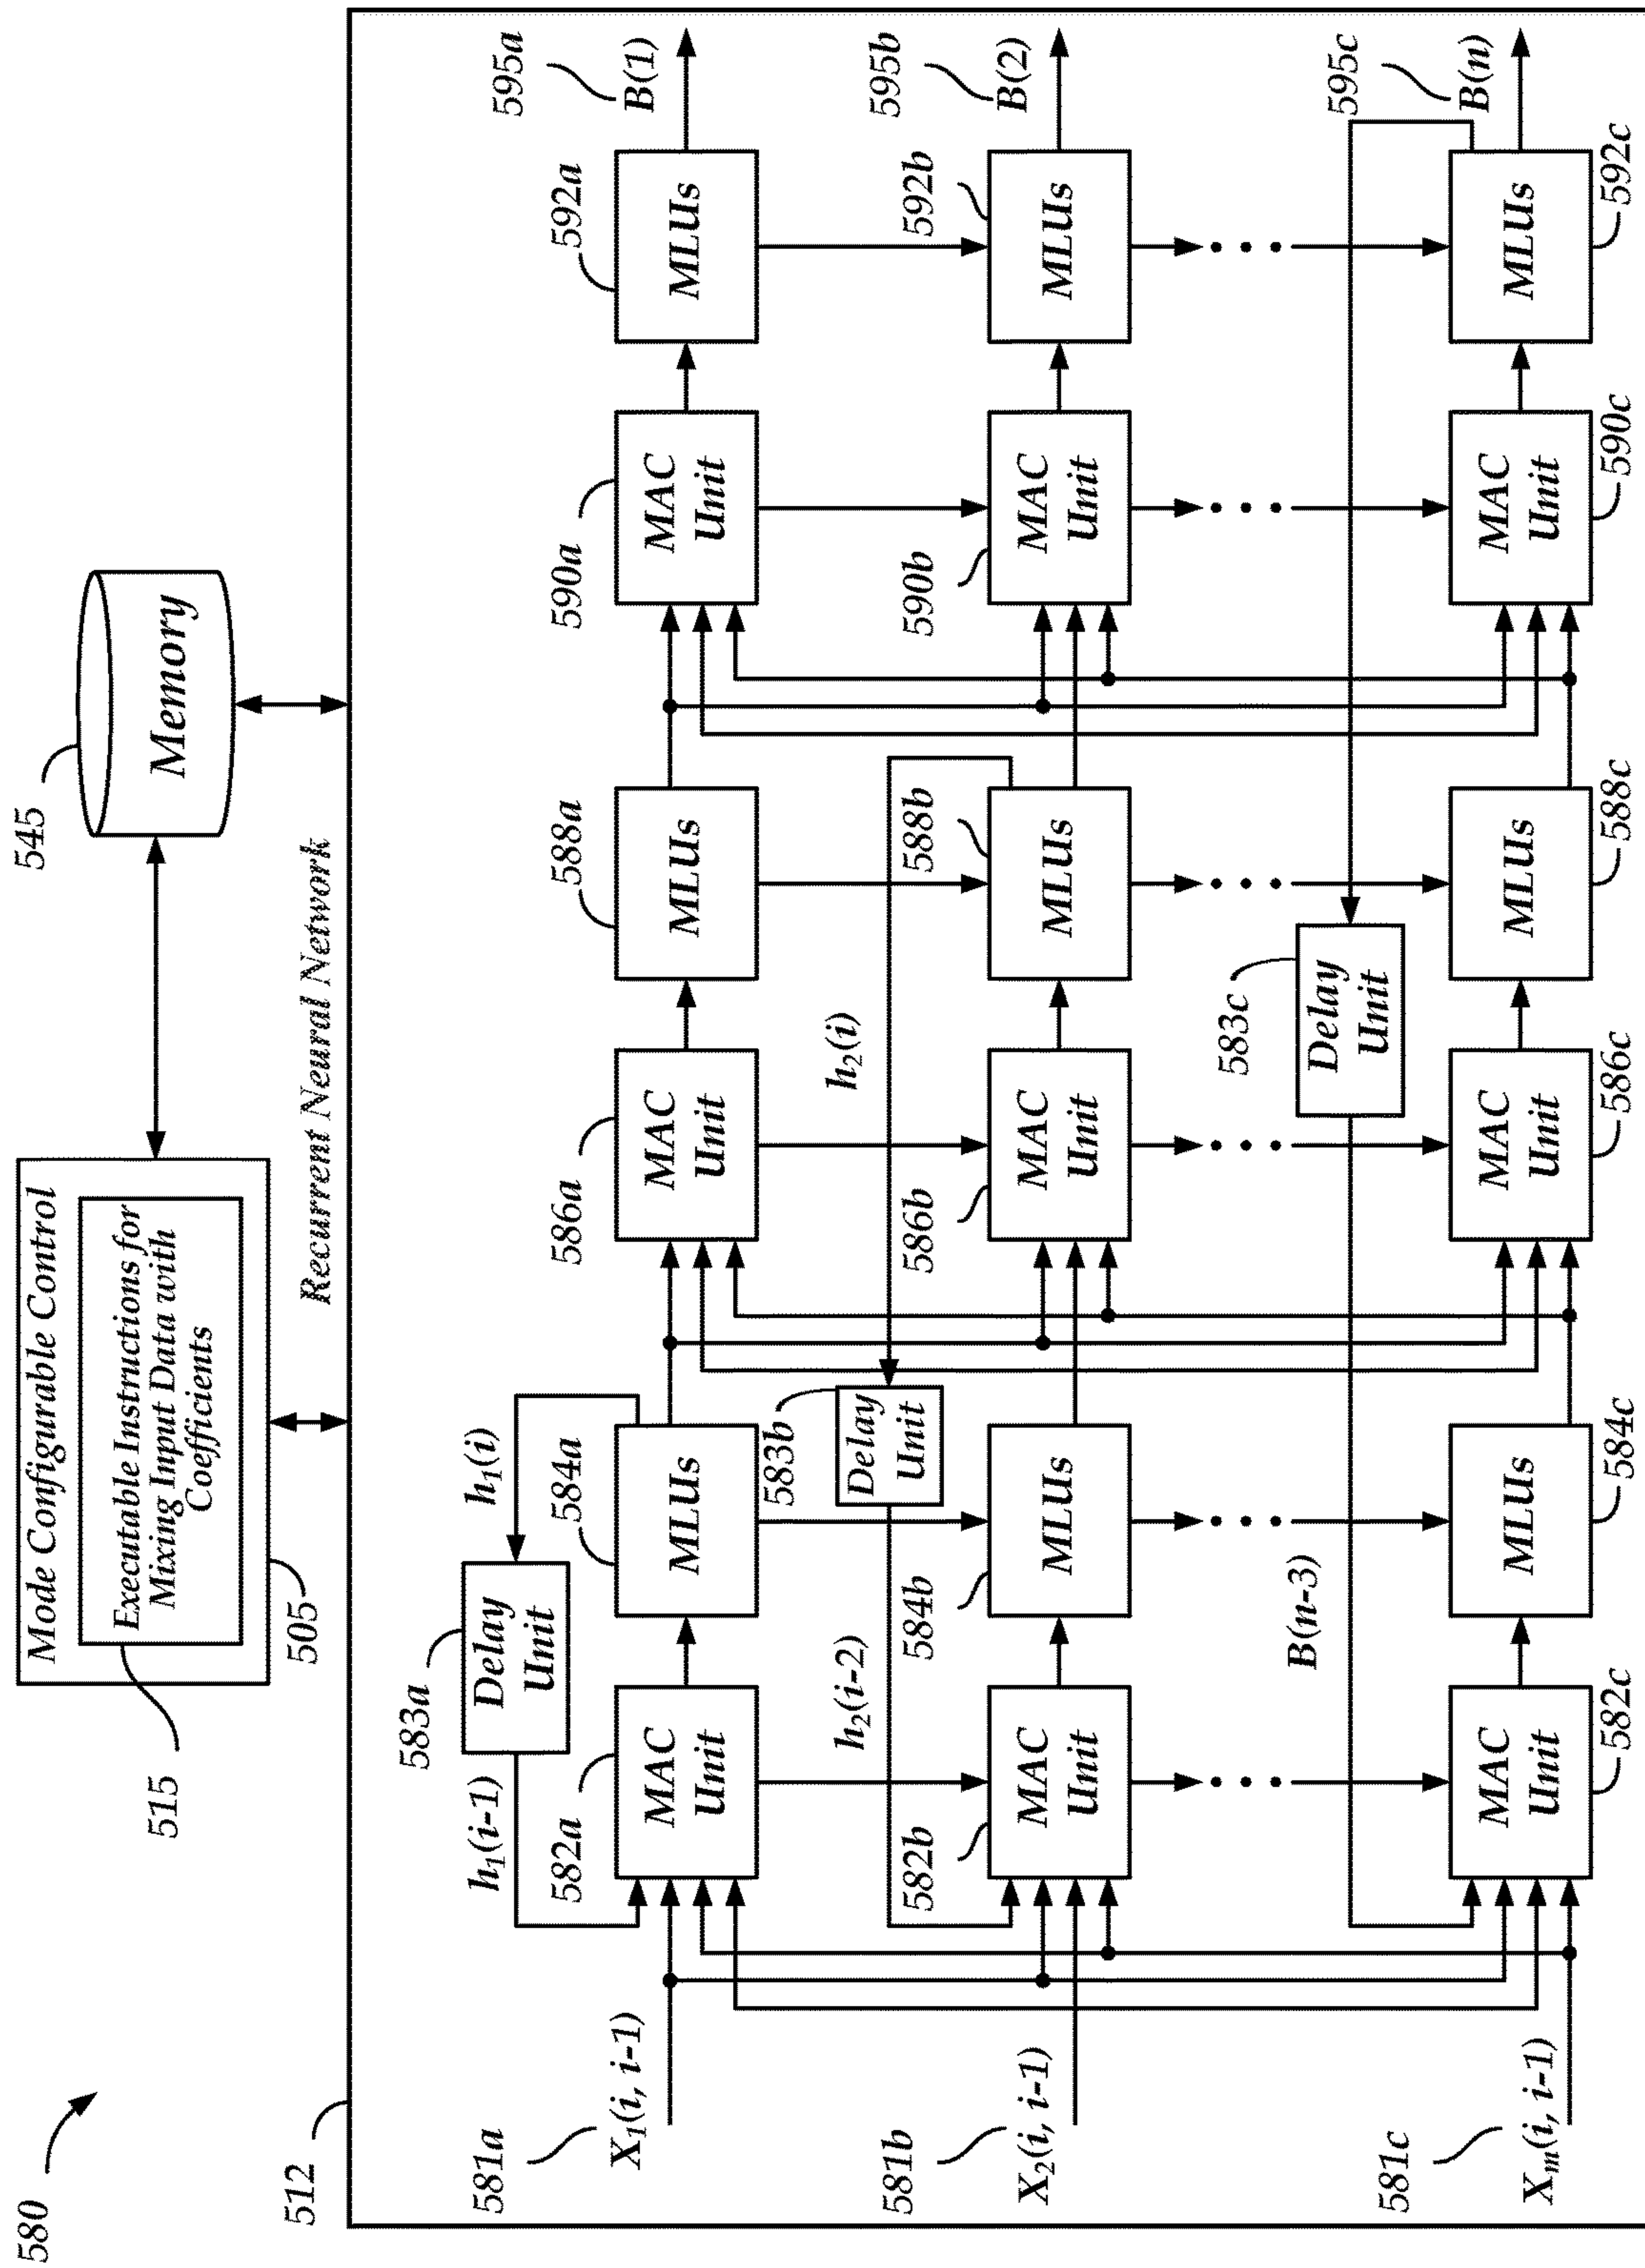 580
Mode Configurable Control
Executable Instructions for
Mixing Input Data with
Coefficients
515
505
545
Memory
512
Recurrent Neural Network
583a
Delay
Unit
h₁(i-1)
h₁(i)
581a
X₁(i, i-1)
582a
MAC
Unit
584a
MLUs
586a
MAC
Unit
588a
MLUs
590a
MAC
Unit
592a
MLUs
595a
B(1)
h₂(i-2)
583b
Delay
Unit
h₂(i)
581b
X₂(i, i-1)
582b
MAC
Unit
584b
MLUs
586b
MAC
Unit
588b
MLUs
590b
MAC
Unit
592b
MLUs
595b
B(2)
B(n-3)
583c
Delay
Unit
581c
Xₘ(i, i-1)
MAC
Unit
582c
MLUs
584c
MAC
Unit
586c
MLUs
588c
MAC
Unit
590c
MLUs
592c
595c
B(n)